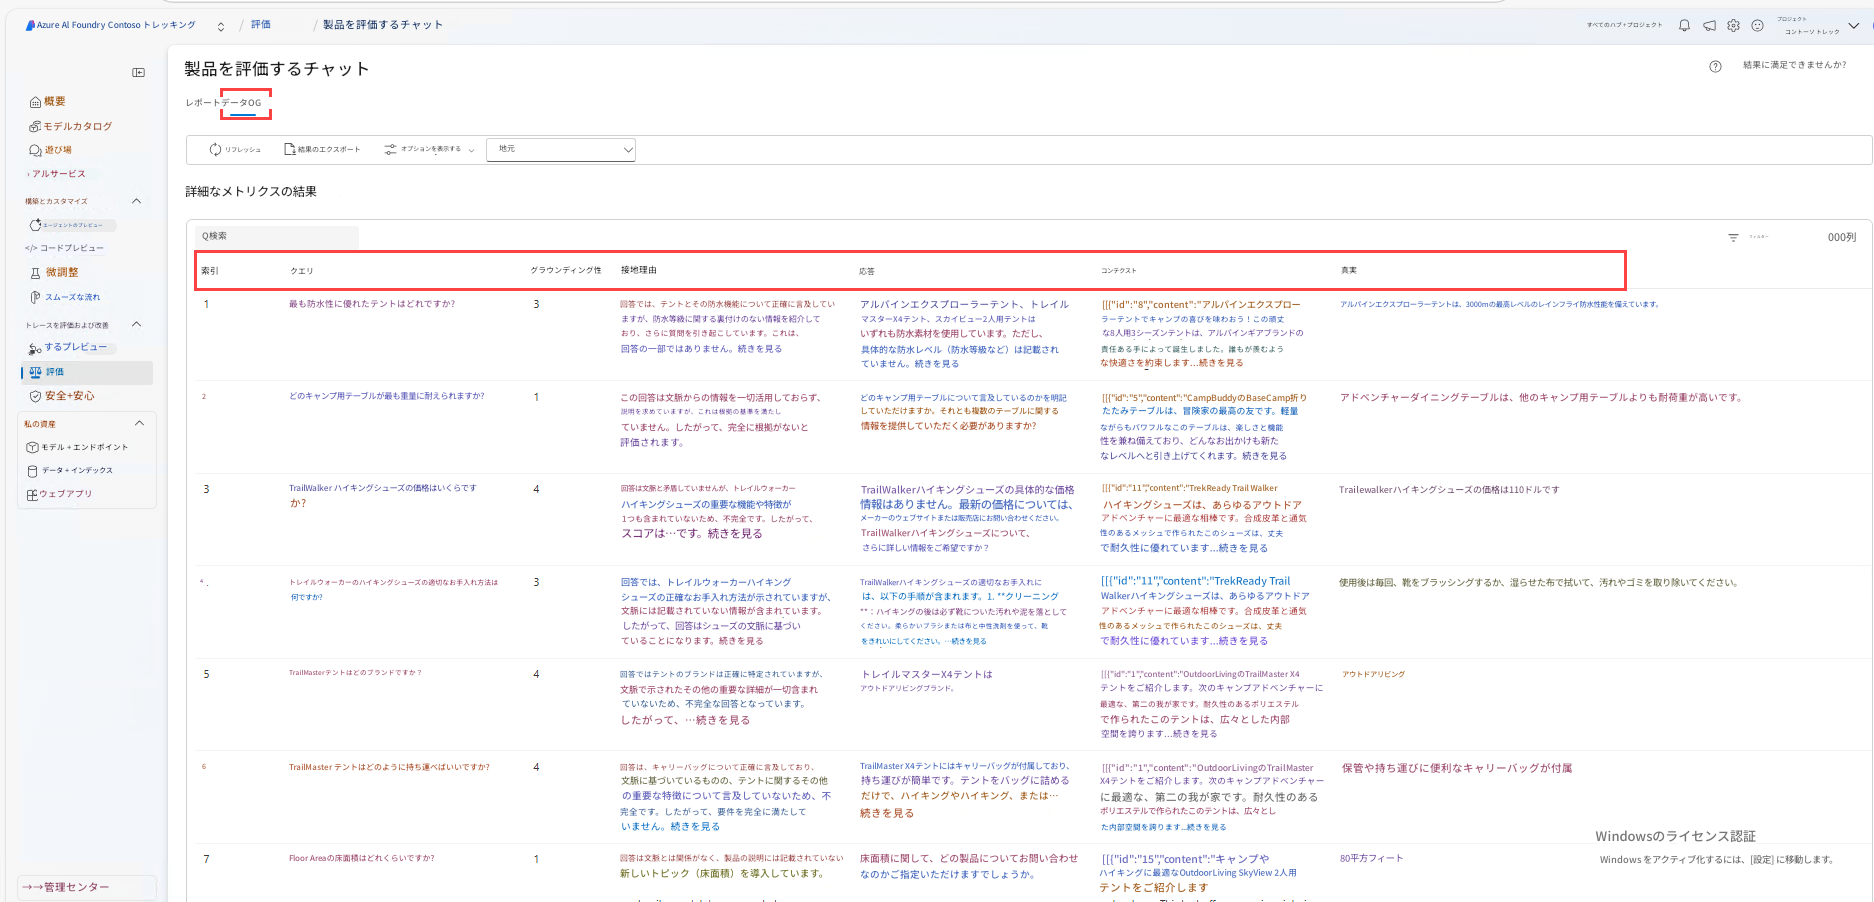 Azure AI Foundry Contoso トレッキング / 評価 / 製品を評価するチャット
すべてのハブ+プロジェクト
プロジェクト
コントーソ トレック
製品を評価するチャット
結果に満足できませんか?
レポートデータOG
リフレッシュ 結果のエクスポート オプションを表示する 地元
詳細なメトリクスの結果
Q検索
フィルター
000列
概要
モデルカタログ
遊び場
アルサービス
構築とカスタマイズ
エージェントのプレビュー
</> コードプレビュー
微調整
スムーズな流れ
トレースを評価および改善
するプレビュー
評価
安全+安心
私の資産
モデル + エンドポイント
データ + インデックス
ウェブアプリ
→→管理センター
索引 クエリ グラウンディング性 接地理由 応答 コンテクスト 真実
1
最も防水性に優れたテントはどれですか?
3
回答では、テントとその防水機能について正確に言及してい
ますが、防水等級に関する裏付けのない情報を紹介して
おり、さらに質問を引き起こしています。これは、
回答の一部ではありません。続きを見る
アルパインエクスプローラーテント、トレイル
マスターX4テント、スカイビュー2人用テントは
いずれも防水素材を使用しています。ただし、
具体的な防水レベル（防水等級など）は記載され
ていません。続きを見る
[[{"id":"8","content":"アルパインエクスプロー
ラーテントでキャンプの喜びを味わおう！この頑丈
な8人用3シーズンテントは、アルパインギアブランドの
責任ある手によって誕生しました。誰もが羨むよう
な快適さを約束します...続きを見る
アルパインエクスプローラーテントは、3000mの最高レベルのレインフライ防水性能を備えています。
2
どのキャンプ用テーブルが最も重量に耐えられますか?
1
この回答は文脈からの情報を一切活用しておらず、
説明を求めていますが、これは根拠の基準を満たし
ていません。したがって、完全に根拠がないと
評価されます。
どのキャンプ用テーブルについて言及しているのか明記
していただけますか。それとも複数のテーブルに関する
情報を提供していただく必要がありますか?
[[{"id":"5","content":"CampBuddyのBaseCamp折り
たたみテーブルは、冒険家の最高の友です。軽量
ながらもパワフルなこのテーブルは、楽しさと機能
性を兼ね備えており、どんなお出かけも新た
なレベルへと引き上げてくれます。続きを見る
アドベンチャーダイニングテーブルは、他のキャンプ用テーブルよりも耐荷重が高いです。
3
TrailWalker ハイキングシューズの価格はいくらです
か?
4
回答は文脈と矛盾していませんが、トレイルウォーカー
ハイキングシューズの重要な機能や特徴が
1つも含まれていないため、不完全です。したがって、
スコアは…です。続きを見る
TrailWalkerハイキングシューズの具体的な価格
情報はありません。最新の価格については、
メーカーのウェブサイトまたは販売店にお問い合わせください。
TrailWalkerハイキングシューズについて、
さらに詳しい情報をご希望ですか？
[[{"id":"11","content":"TrekReady Trail Walker
ハイキングシューズは、あらゆるアウトドア
アドベンチャーに最適な相棒です。合成皮革と通気
性のあるメッシュで作られたこのシューズは、丈夫
で耐久性に優れています...続きを見る
Trailewalkerハイキングシューズの価格は110ドルです
4 .
トレイルウォーカーのハイキングシューズの適切なお手入れ方法は
何ですか?
3
回答では、トレイルウォーカーハイキング
シューズの正確なお手入れ方法が示されていますが、
文脈には記載されていない情報が含まれています。
したがって、回答はシューズの文脈に基づい
ていることになります。続きを見る
TrailWalkerハイキングシューズの適切なお手入れに
は、以下の手順が含まれます。1. **クリーニング
**：ハイキングの後は必ず靴についた汚れや泥を落として
ください。柔らかいブラシまたは布と中性洗剤を使って、靴
をきれいにしてください。…続きを見る
[[{"id":"11","content":"TrekReady Trail
Walkerハイキングシューズは、あらゆるアウトドア
アドベンチャーに最適な相棒です。合成皮革と通気
性のあるメッシュで作られたこのシューズは、丈夫
で耐久性に優れています...続きを見る
使用後は毎回、靴をブラッシングするか、湿らせた布で拭いて、汚れやゴミを取り除いてください。
5
TrailMasterテントはどのブランドですか？
4
回答ではテントのブランドは正確に特定されていますが、
文脈で示されたその他の重要な詳細が一切含まれ
ていないため、不完全な回答となっています。
したがって、…続きを見る
トレイルマスターX4テントは
アウトドアリビングブランド。
[[{"id":"1","content":"OutdoorLivingのTrailMaster X4
テントをご紹介します。次のキャンプアドベンチャーに
最適な、第二の我が家です。耐久性のあるポリエステル
で作られたこのテントは、広々とした内部
空間を誇ります...続きを見る
アウトドアリビング
6
TrailMaster テントはどのように持ち運べばいいですか?
4
回答は、キャリーバッグについて正確に言及しており、
文脈に基づいているものの、テントに関するその他
の重要な特徴について言及していないため、不
完全です。したがって、要件を完全に満たして
いません。続きを見る
TrailMaster X4テントにはキャリーバッグが付属しており、
持ち運びが簡単です。テントをバッグに詰める
だけで、ハイキングやハイキング、または…
続きを見る
[[{"id":"1","content":"OutdoorLivingのTrailMaster
X4テントをご紹介します。次のキャンプアドベンチャー
に最適な、第二の我が家です。耐久性のある
ポリエステルで作られたこのテントは、広々とし
た内部空間を誇ります...続きを見る
保管や持ち運びに便利なキャリーバッグが付属
7
Floor Areaの床面積はどれくらいですか?
1
回答は文脈とは関係がなく、製品の説明には記載されていない
新しいトピック（床面積）を導入しています。
床面積に関して、どの製品についてお問い合わせ
なのかご指定いただけますでしょうか。
[[{"id":"15","content":"キャンプや
ハイキングに最適なOutdoorLiving SkyView 2人用
テントをご紹介します
80平方フィート
Windowsのライセンス認証
Windows をアクティブ化するには、[設定] に移動します。